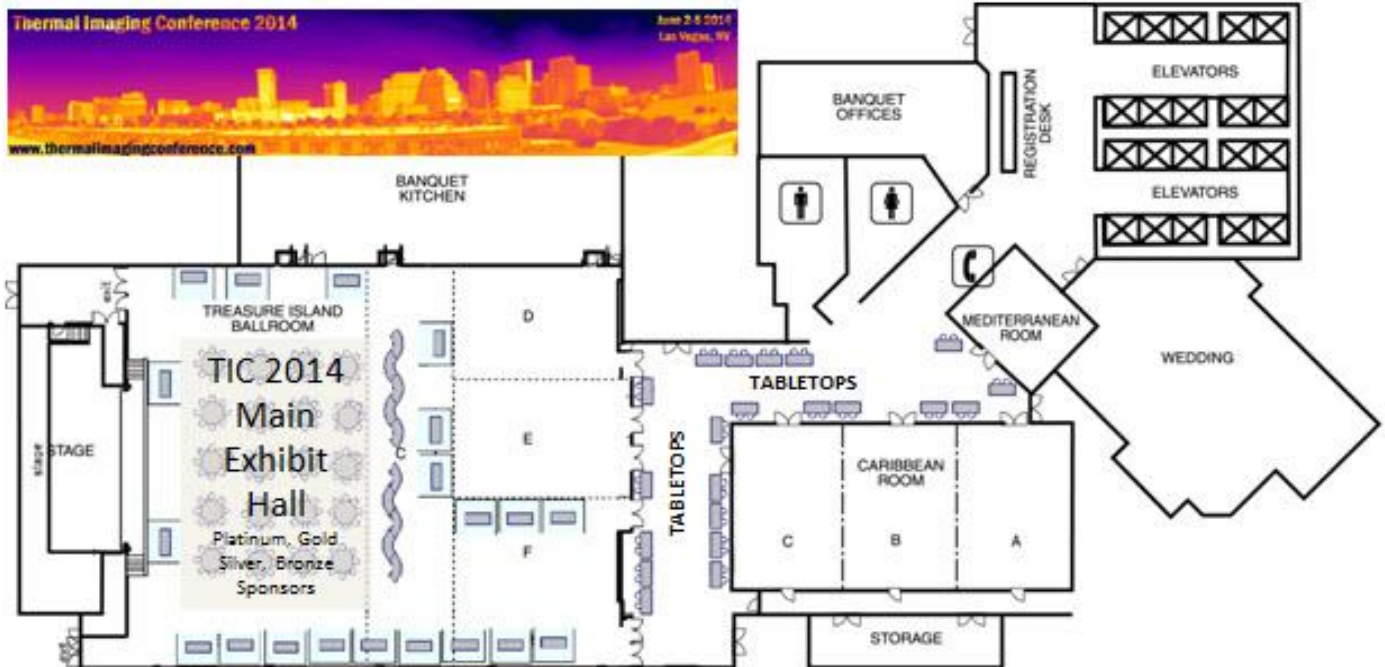 Thermal Imaging Conference 2014
June 2-5 2014
Las Vegas, NV
www.thermalimagingconference.com
BANQUET
KITCHEN
BANQUET
OFFICES
REGISTRATION
DESK
ELEVATORS
ELEVATORS
exit
TREASURE ISLAND
BALLROOM
D
MEDITERRANEAN
ROOM
WEDDING
TIC 2014
Main
Exhibit
Hall
Platinum, Gold
Silver, Bronze
Sponsors
TABLETOPS
TABLETOPS
STAGE
C
E
F
CARIBBEAN
ROOM
C
B
A
STORAGE